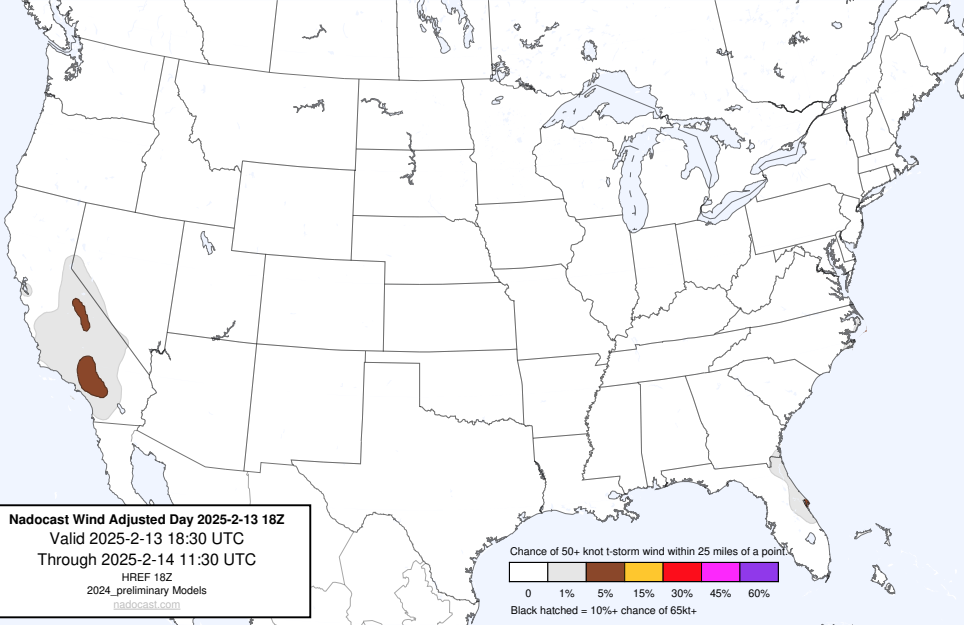 Nadocast Wind Adjusted Day 2025-2-13 18Z
Valid 2025-2-13 18:30 UTC
Through 2025-2-14 11:30 UTC
HREF 18Z
2024_preliminary Models
nadocast.com
Chance of 50+ knot t-storm wind within 25 miles of a point.
0 1% 5% 15% 30% 45% 60%
Black hatched = 10%+ chance of 65kt+